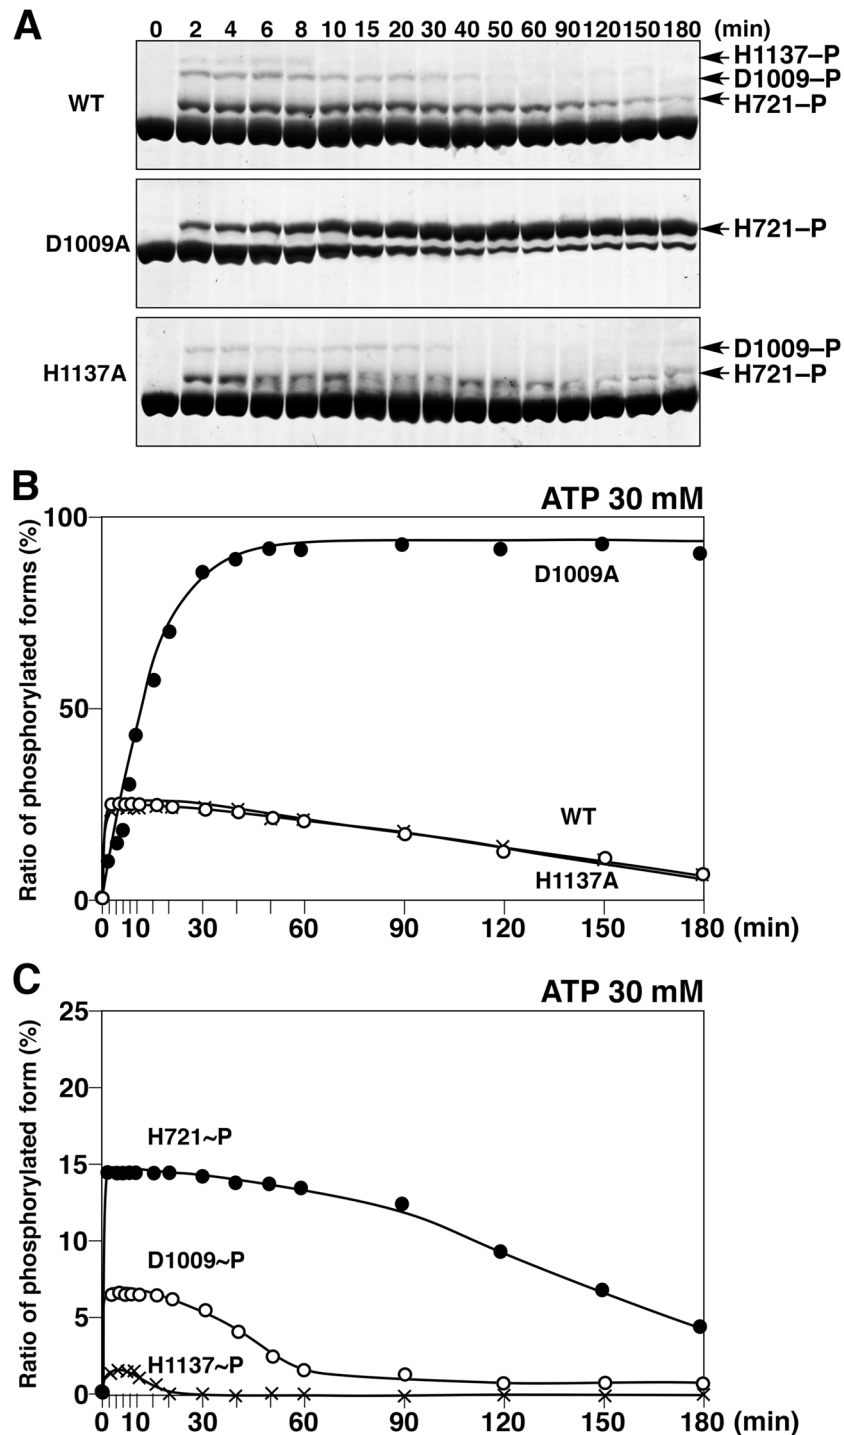 A
0 2 4 6 8 10 15 20 30 40 50 60 90 120 150 180 (min)
H1137–P
D1009–P
WT
H721–P
D1009A
H721–P
H1137A
D1009–P
H721–P
B
ATP 30 mM
Ratio of phosphorylated forms (%)
100
50
0
D1009A
WT
H1137A
0 10 30 60 90 120 150 180 (min)
C
ATP 30 mM
Ratio of phosphorylated form (%)
25
20
15
10
5
0
H721~P
D1009~P
H1137~P
0 10 30 60 90 120 150 180 (min)